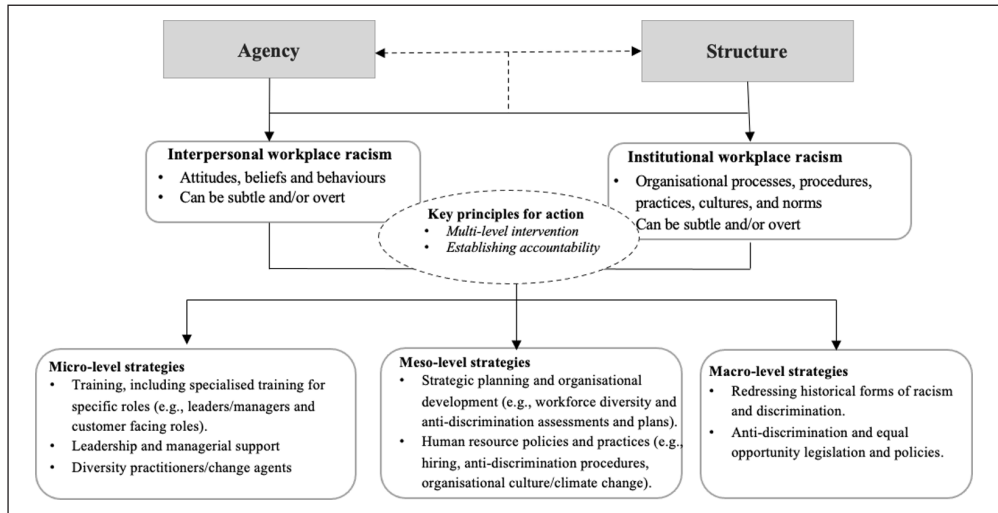 Agency
Structure
Interpersonal workplace racism
• Attitudes, beliefs and behaviours
• Can be subtle and/or overt
Institutional workplace racism
• Organisational processes, procedures,
practices, cultures, and norms
Can be subtle and/or overt
Key principles for action
• Multi-level intervention
• Establishing accountability
Micro-level strategies
• Training, including specialised training for
specific roles (e.g., leaders/managers and
customer facing roles).
• Leadership and managerial support
• Diversity practitioners/change agents
Meso-level strategies
• Strategic planning and organisational
development (e.g., workforce diversity and
anti-discrimination assessments and plans).
• Human resource policies and practices (e.g.,
hiring, anti-discrimination procedures,
organisational culture/climate change).
Macro-level strategies
• Redressing historical forms of racism
and discrimination.
• Anti-discrimination and equal
opportunity legislation and policies.